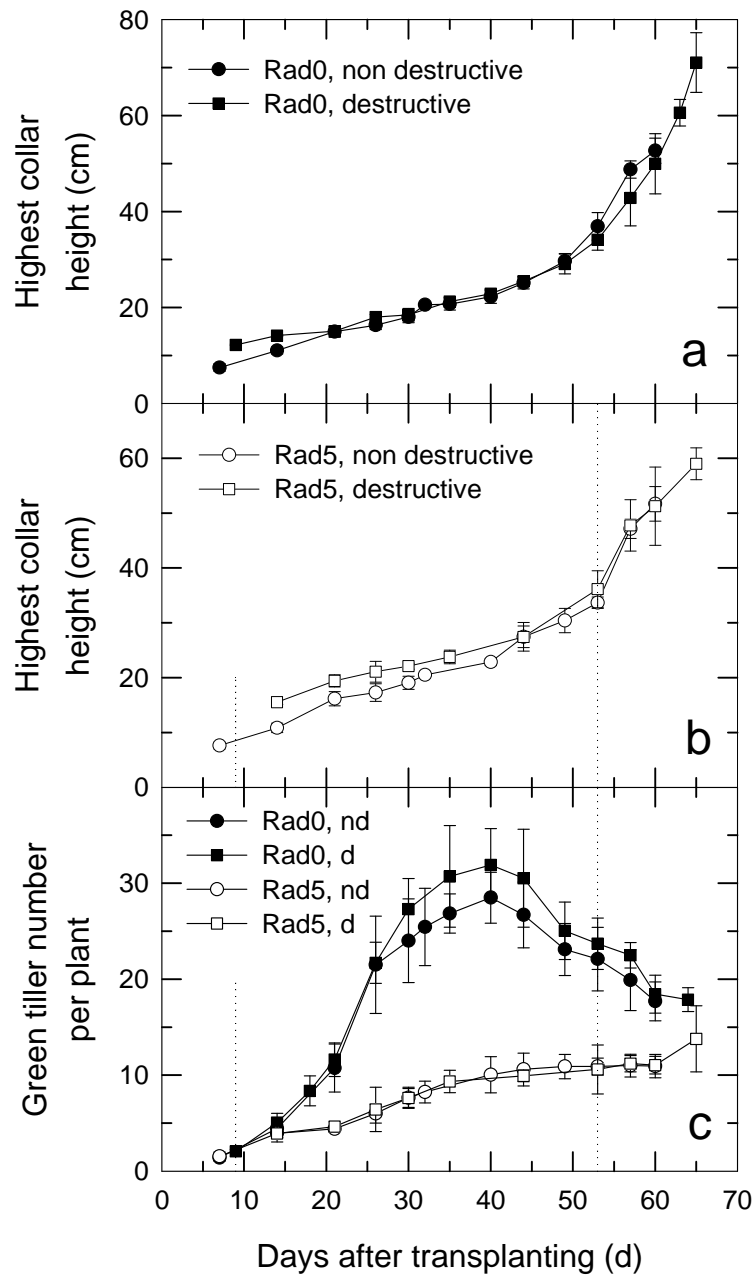 80
60
40
20
0
Highest collar
height (cm)
Rad0, non destructive
Rad0, destructive
a
60
40
20
0
Highest collar
height (cm)
Rad5, non destructive
Rad5, destructive
b
30
20
10
0
Green tiller number
per plant
Rad0, nd
Rad0, d
Rad5, nd
Rad5, d
c
0 10 20 30 40 50 60 70
Days after transplanting (d)